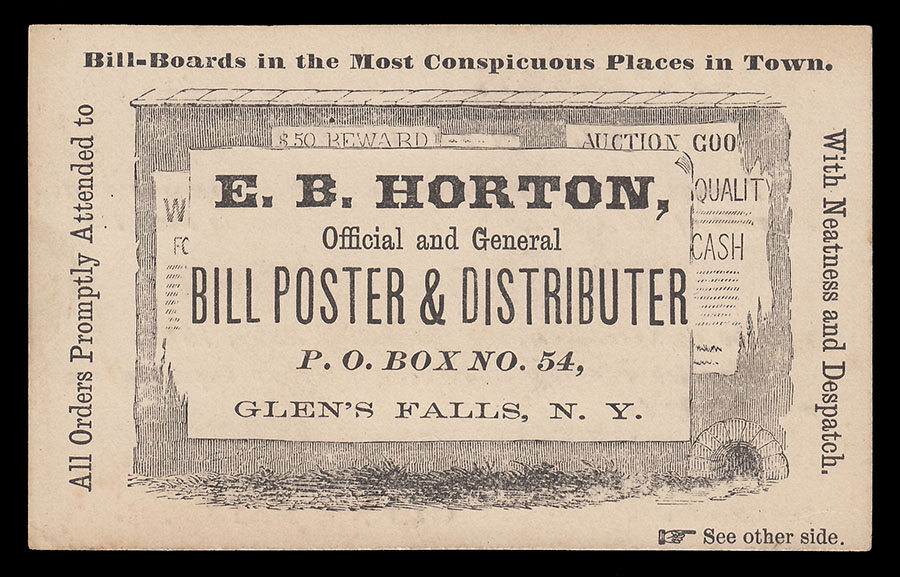 Bill-Boards in the Most Conspicuous Places in Town.
All Orders Promptly Attended to
$50 REWARD
AUCTION GOO
W
FO
QUALITY
CASH
E. B. HORTON,
Official and General
BILL POSTER & DISTRIBUTER
P. O. BOX NO. 54,
GLEN'S FALLS, N. Y.
With Neatness and Despatch.
See other side.